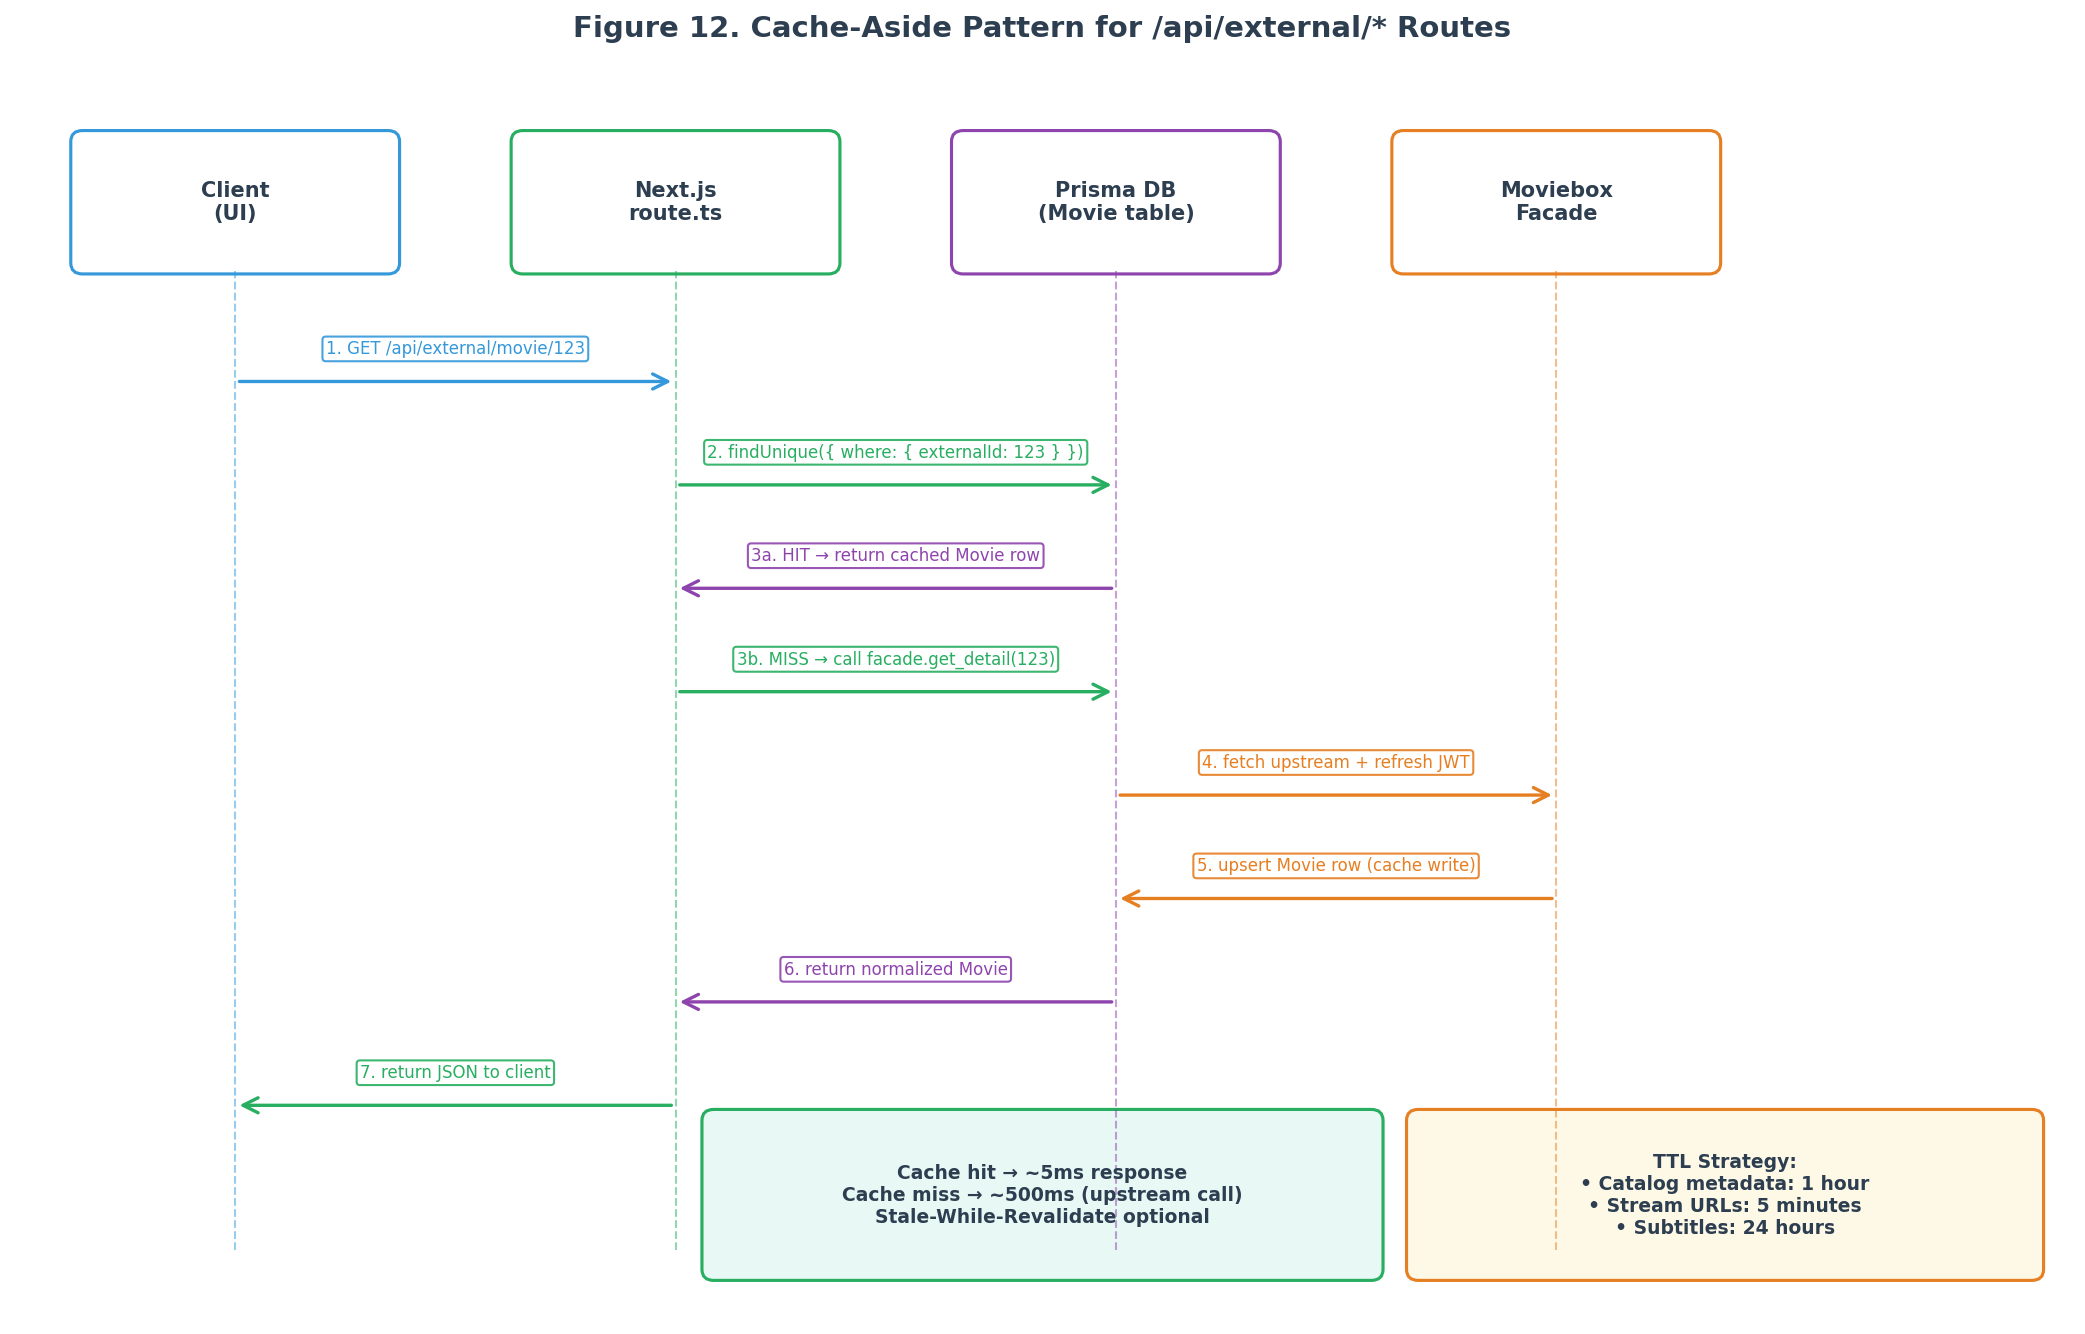 Figure 12. Cache-Aside Pattern for /api/external/* Routes
Client
(UI)
Next.js
route.ts
Prisma DB
(Movie table)
Moviebox
Facade
1. GET /api/external/movie/123
2. findUnique({ where: { externalId: 123 } })
3a. HIT → return cached Movie row
3b. MISS → call facade.get_detail(123)
4. fetch upstream + refresh JWT
5. upsert Movie row (cache write)
6. return normalized Movie
7. return JSON to client
Cache hit → ~5ms response
Cache miss → ~500ms (upstream call)
Stale-While-Revalidate optional
TTL Strategy:
• Catalog metadata: 1 hour
• Stream URLs: 5 minutes
• Subtitles: 24 hours